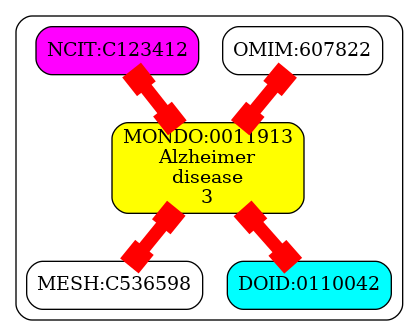 NCIT:C123412
OMIM:607822
MONDO:0011913
Alzheimer
disease
3
MESH:C536598
DOID:0110042